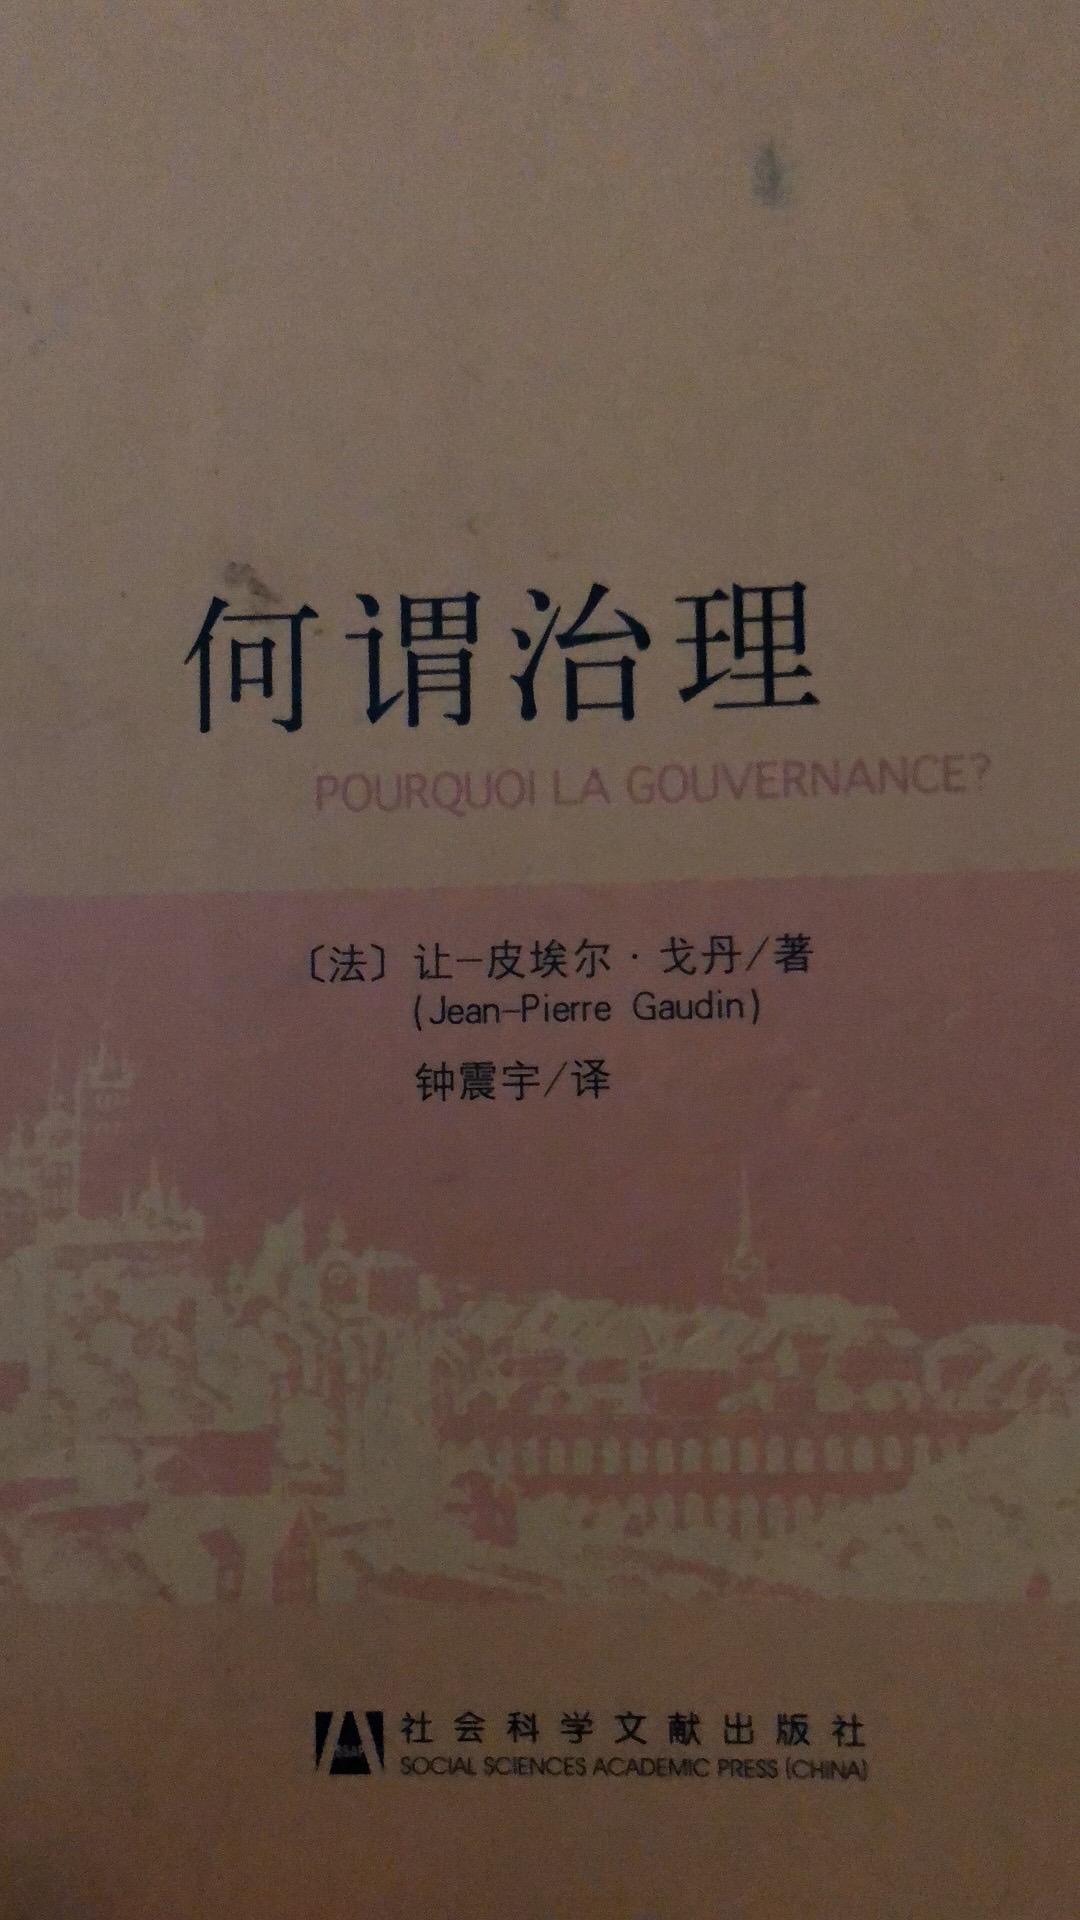 何谓治理
POURQUOI LA GOUVERNANCE?
〔法〕让-皮埃尔·戈丹/著
(Jean-Pierre Gaudin)
钟震宇/译
SSAP
社会科学文献出版社
SOCIAL SCIENCES ACADEMIC PRESS (CHINA)